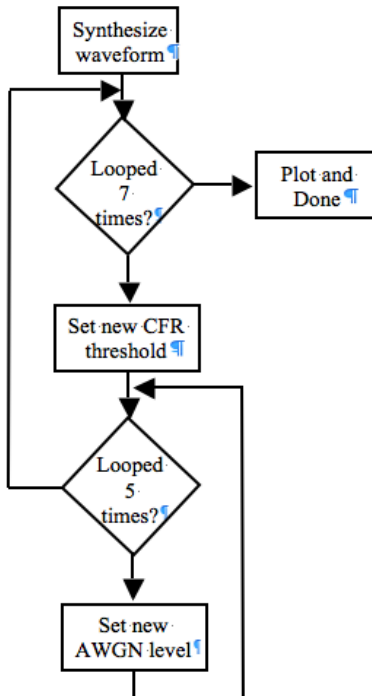 Synthesize
waveform¶
Looped
7
times?¶
Plot and
Done¶
Set new CFR
threshold¶
Looped
5
times?¶
Set new
AWGN level¶